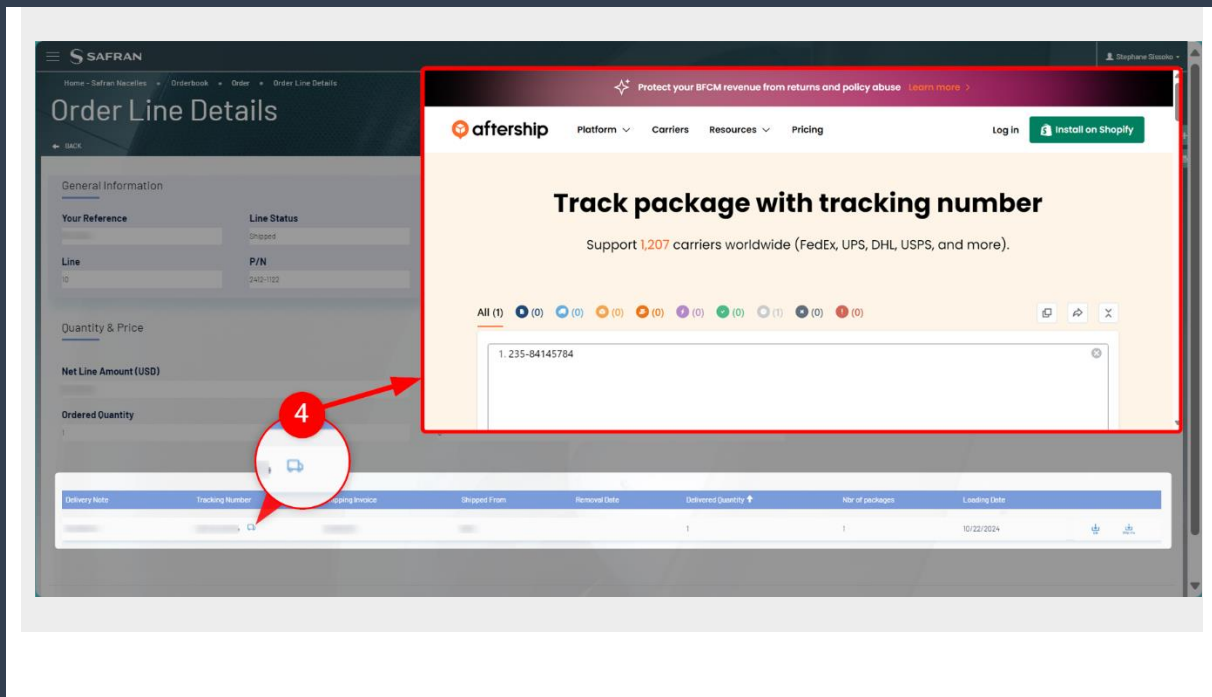 SAFRAN
Stephane Sissoko
Home - Safran Nacelles • Orderbook • Order • Order Line Details
Order Line Details
← BACK
General Information
Your Reference
Line Status
Shipped
Line
P/N
10
2412-1122
Quantity & Price
Net Line Amount (USD)
Ordered Quantity
1
4
Protect your BFCM revenue from returns and policy abuse Learn more >
aftership
Platform
Carriers
Resources
Pricing
Log in
Install on Shopify
Track package with tracking number
Support 1,207 carriers worldwide (FedEx, UPS, DHL, USPS, and more).
All (1) (0) (0) (0) (0) (0) (0) (1) (0) (0)
1. 235-84145784
Delivery Note Tracking Number Shipping Invoice Shipped From Removal Date Delivered Quantity ↑ Nbr of packages Loading Date
1 1 10/22/2024